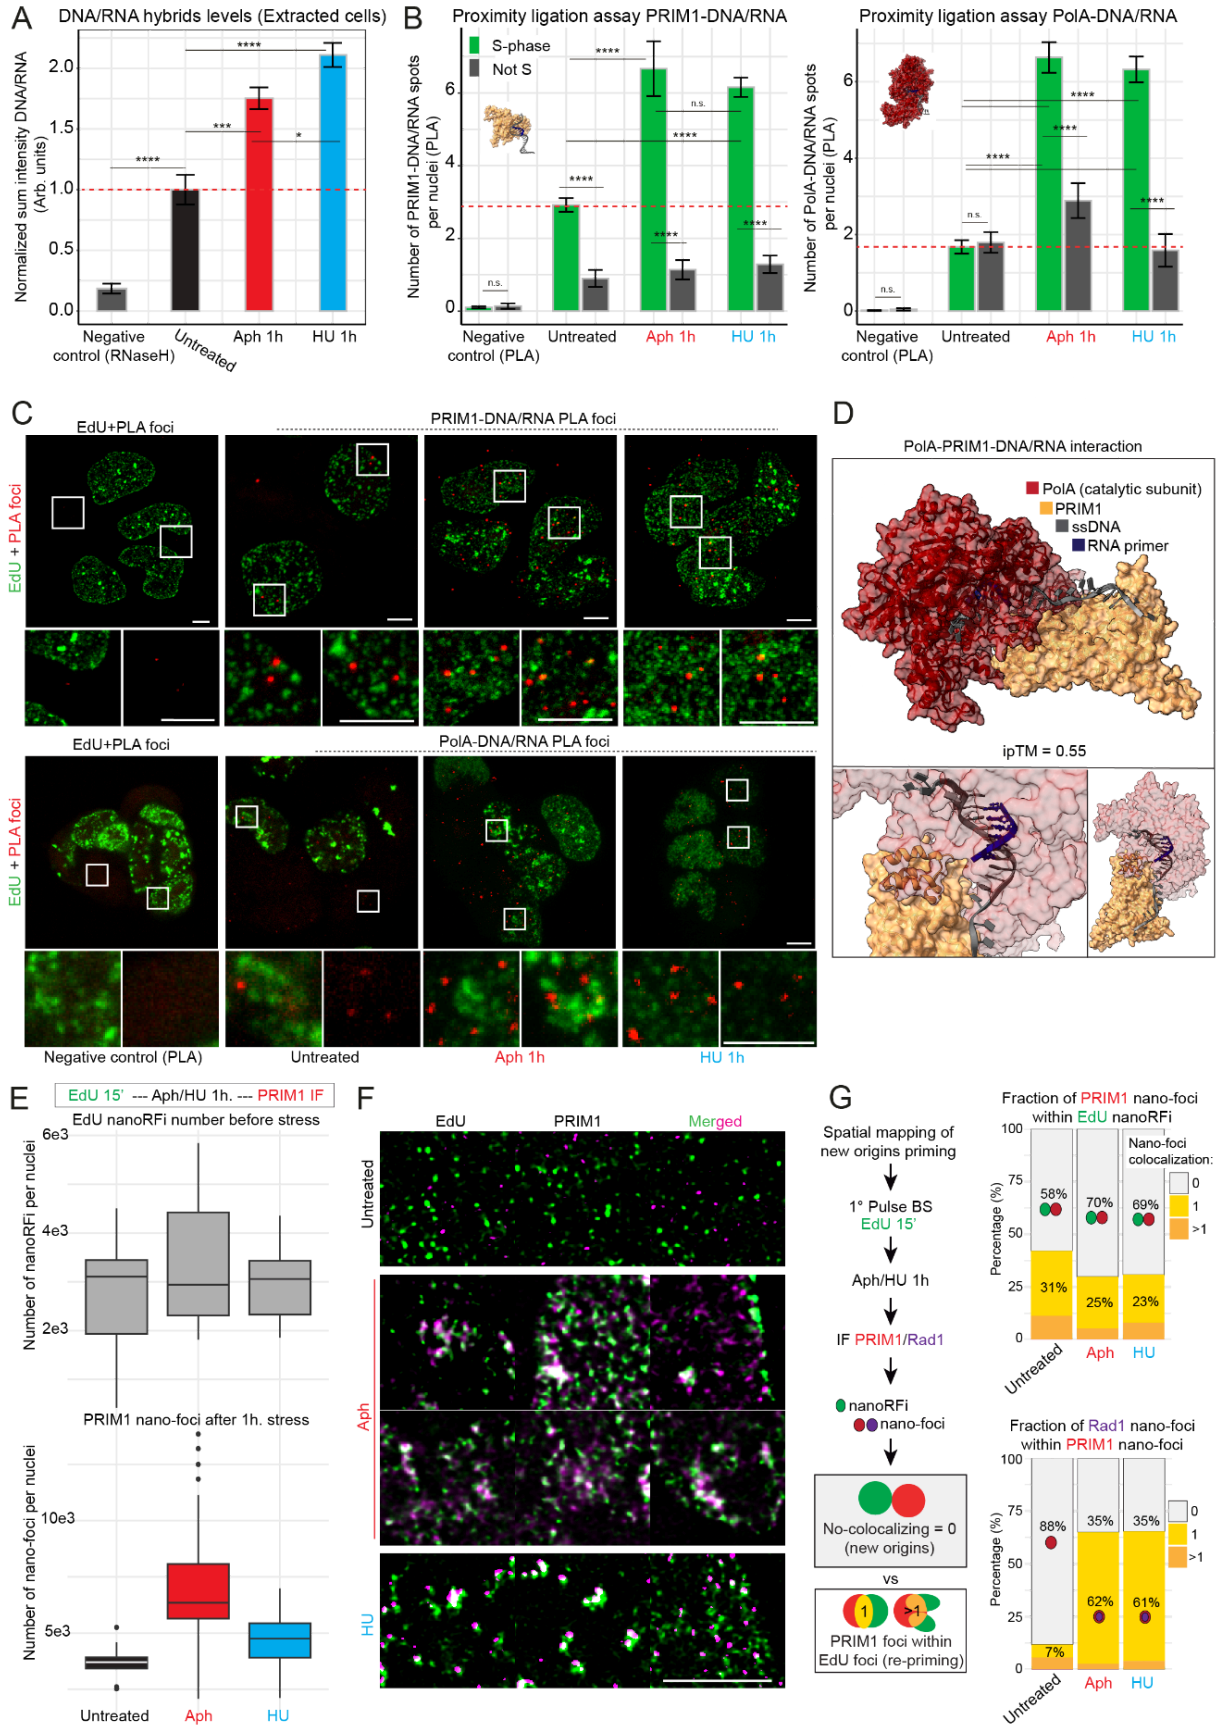 A
DNA/RNA hybrids levels (Extracted cells)
Normalized sum intensity DNA/RNA
(Arb. units)
2.0
1.5
1.0
0.5
0.0
****
****
***
*
Negative
control (RNaseH)
Untreated
Aph 1h
HU 1h
B
Proximity ligation assay PRIM1-DNA/RNA
Number of PRIM1-DNA/RNA spots
per nuclei (PLA)
6
4
2
0
S-phase
Not S
****
n.s.
****
****
****
****
n.s.
Negative
control (PLA)
Untreated
Aph 1h
HU 1h
Proximity ligation assay PolA-DNA/RNA
Number of PolA-DNA/RNA spots
per nuclei (PLA)
6
4
2
0
****
****
****
****
n.s.
n.s.
Negative
control (PLA)
Untreated
Aph 1h
HU 1h
C
EdU+PLA foci
PRIM1-DNA/RNA PLA foci
EdU + PLA foci
EdU+PLA foci
PolA-DNA/RNA PLA foci
EdU + PLA foci
Negative control (PLA)
Untreated
Aph 1h
HU 1h
D
PolA-PRIM1-DNA/RNA interaction
PolA (catalytic subunit)
PRIM1
ssDNA
RNA primer
ipTM = 0.55
E
EdU 15' --- Aph/HU 1h. --- PRIM1 IF
EdU nanoRFi number before stress
Number of nanoRFi per nuclei
6e3
4e3
2e3
PRIM1 nano-foci after 1h. stress
Number of nano-foci per nuclei
10e3
5e3
Untreated
Aph
HU
F
EdU
PRIM1
Merged
Untreated
Aph
HU
G
Spatial mapping of
new origins priming
1° Pulse BS
EdU 15'
Aph/HU 1h
IF PRIM1/Rad1
nanoRFi
nano-foci
No-colocalizing = 0
(new origins)
vs
1
>1
PRIM1 foci within
EdU foci (re-priming)
Fraction of PRIM1 nano-foci
within EdU nanoRFi
Percentage (%)
100
75
50
25
0
Nano-foci
colocalization:
0
1
>1
58%
70%
69%
31%
25%
23%
Untreated
Aph
HU
Fraction of Rad1 nano-foci
within PRIM1 nano-foci
Percentage (%)
100
75
50
25
0
0
1
>1
88%
35%
35%
62%
61%
7%
Untreated
Aph
HU